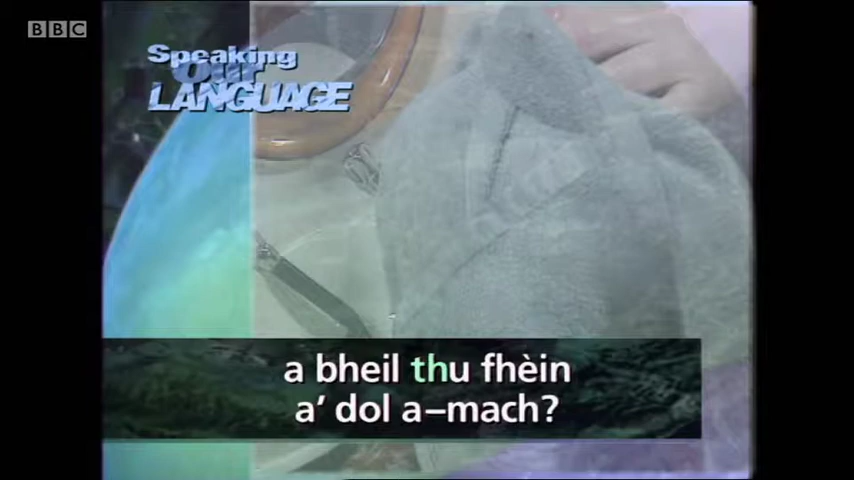 BBC
Speaking
Our
LANGUAGE
a bheil thu fhèin
a' dol a–mach?